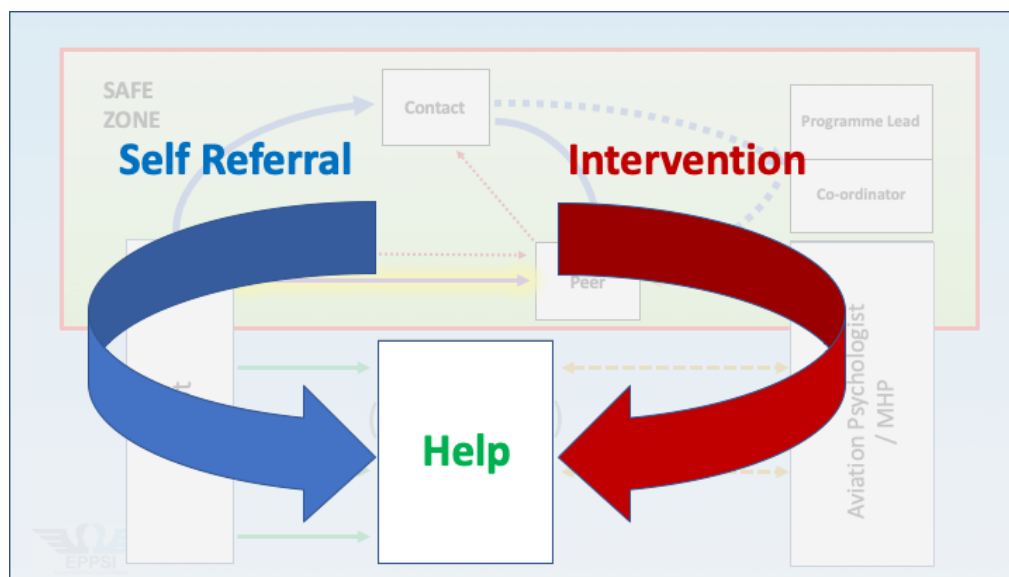 SAFE
ZONE
Contact
Programme Lead
Self Referral
Intervention
Co-ordinator
Peer
Help
Aviation Psychologist
/ MHP
EPPSI